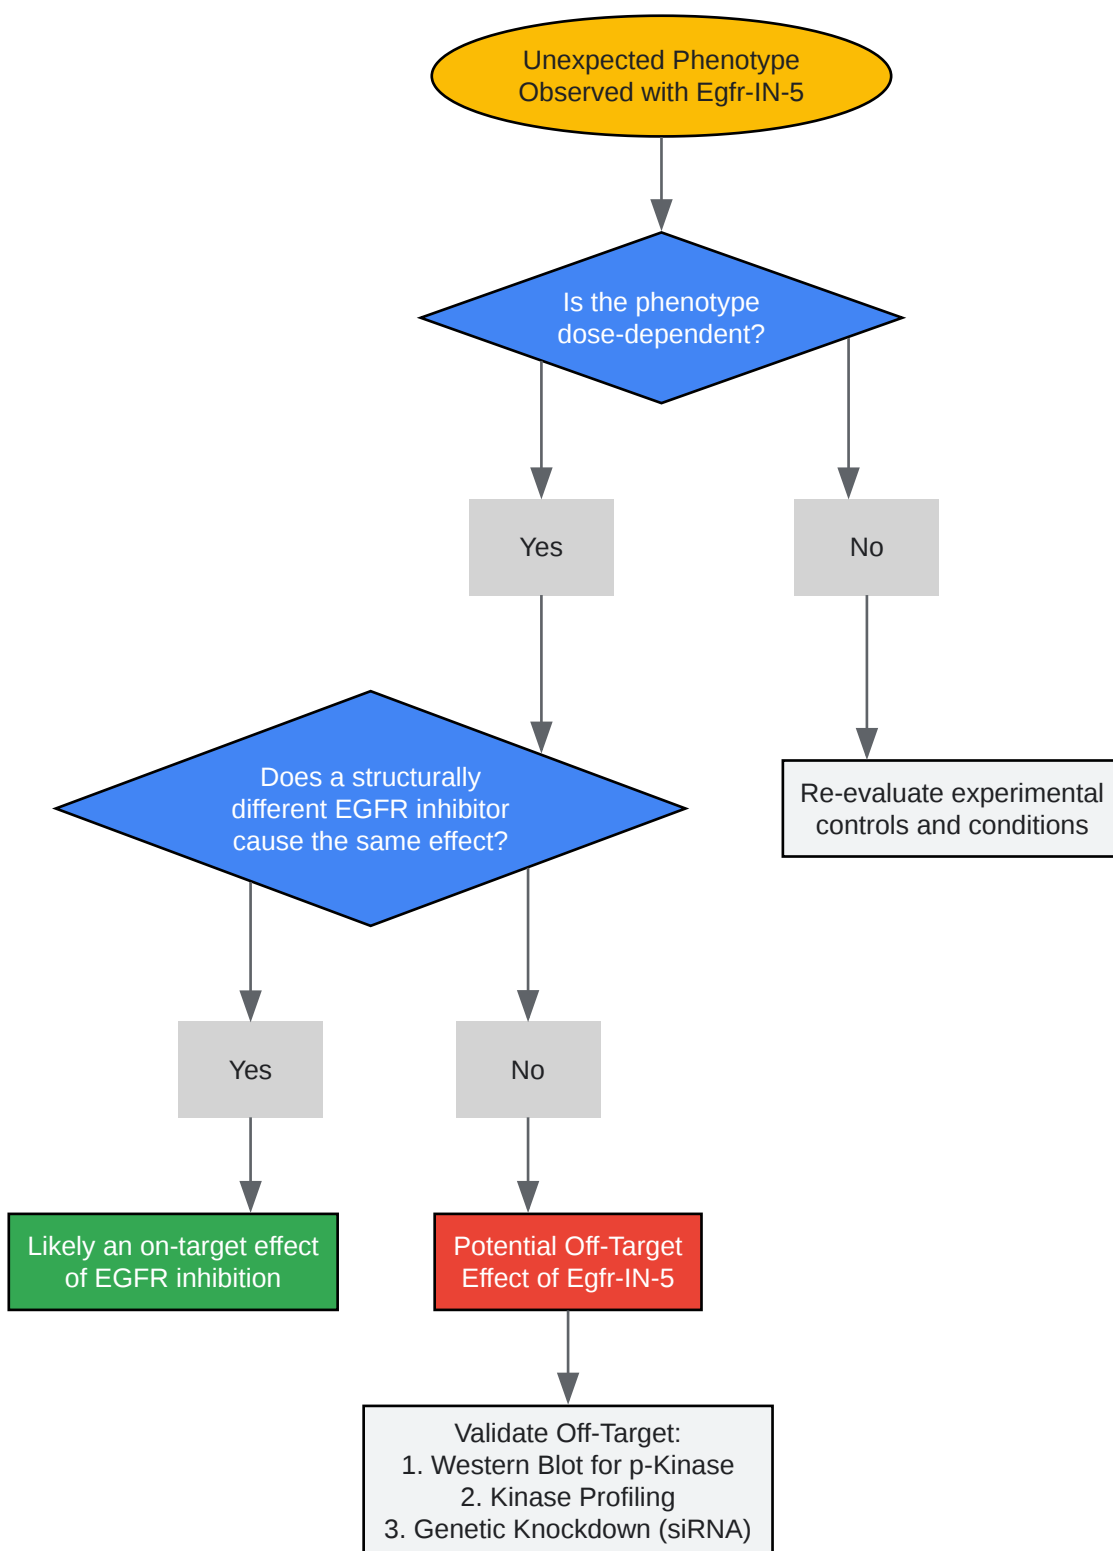 Unexpected Phenotype
Observed with Egfr-IN-5
Is the phenotype
dose-dependent?
Yes
No
Does a structurally
different EGFR inhibitor
cause the same effect?
Re-evaluate experimental
controls and conditions
Yes
No
Likely an on-target effect
of EGFR inhibition
Potential Off-Target
Effect of Egfr-IN-5
Validate Off-Target:
1. Western Blot for p-Kinase
2. Kinase Profiling
3. Genetic Knockdown (siRNA)